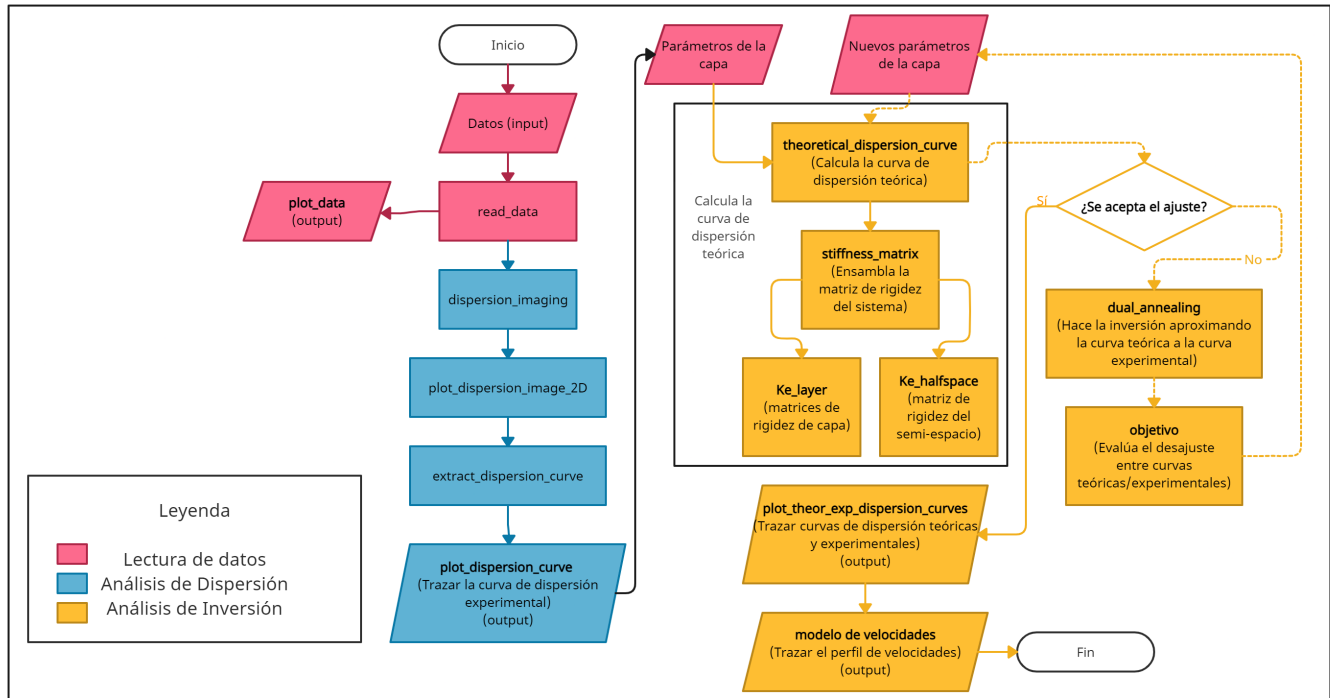 Inicio
Datos (input)
read_data
plot_data
(output)
dispersion_imaging
plot_dispersion_image_2D
extract_dispersion_curve
plot_dispersion_curve
(Trazar la curva de dispersión
experimental)
(output)
Leyenda
Lectura de datos
Análisis de Dispersión
Análisis de Inversión
Parámetros de la
capa
Nuevos parámetros
de la capa
Calcula la
curva de
dispersión
teórica
theoretical_dispersion_curve
(Calcula la curva de
dispersión teórica)
stiffness_matrix
(Ensambla la
matriz de rigidez
del sistema)
Ke_layer
(matrices de
rigidez de capa)
Ke_halfspace
(matriz de
rigidez del
semi-espacio)
¿Se acepta el ajuste?
Sí
No
dual_annealing
(Hace la inversión aproximando
la curva teórica a la curva
experimental)
objetivo
(Evalúa el desajuste
entre curvas
teóricas/experimentales)
plot_theor_exp_dispersion_curves
(Trazar curvas de dispersión teóricas
y experimentales)
(output)
modelo de velocidades
(Trazar el perfil de velocidades)
(output)
Fin